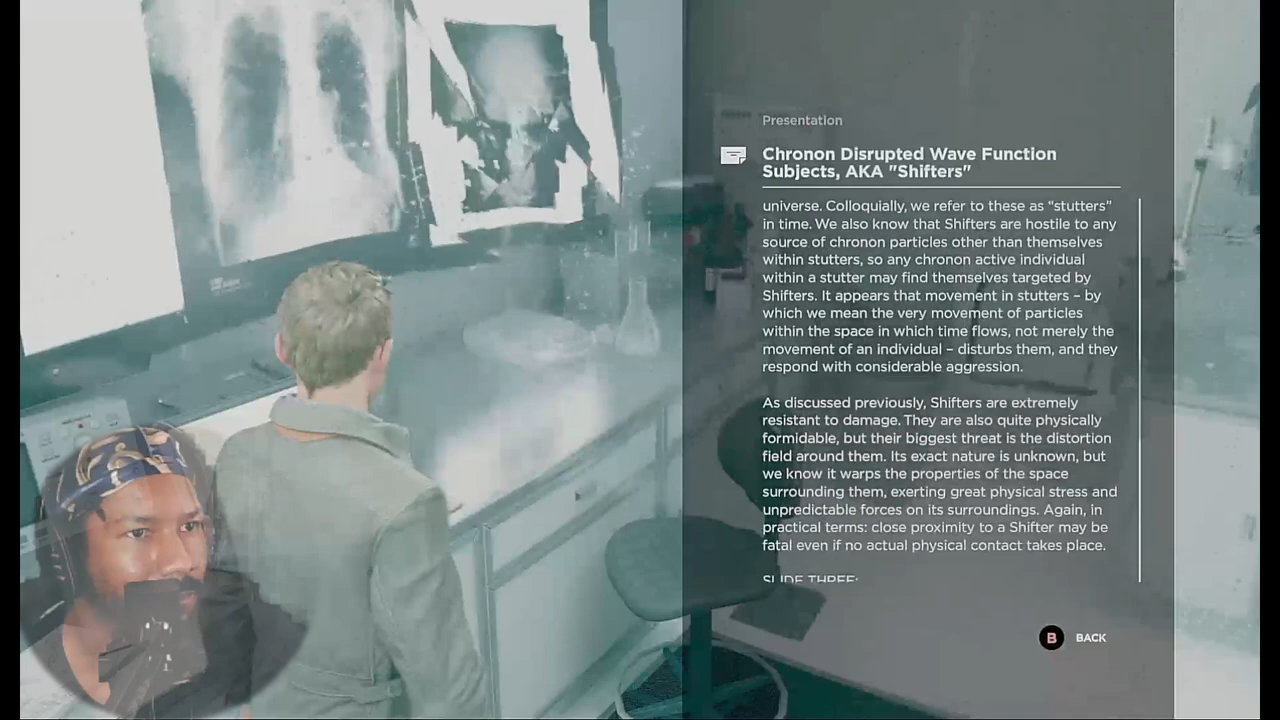 Presentation
Chronon Disrupted Wave Function
Subjects, AKA "Shifters"
universe. Colloquially, we refer to these as “stutters”
in time. We also know that Shifters are hostile to any
source of chronon particles other than themselves
within stutters, so any chronon active individual
within a stutter may find themselves targeted by
Shifters. It appears that movement in stutters – by
which we mean the very movement of particles
within the space in which time flows, not merely the
movement of an individual – disturbs them, and they
respond with considerable aggression.
As discussed previously, Shifters are extremely
resistant to damage. They are also quite physically
formidable, but their biggest threat is the distortion
field around them. Its exact nature is unknown, but
we know it warps the properties of the space
surrounding them, exerting great physical stress and
unpredictable forces on its surroundings. Again, in
practical terms: close proximity to a Shifter may be
fatal even if no actual physical contact takes place.
SLIDE THREE:
B BACK